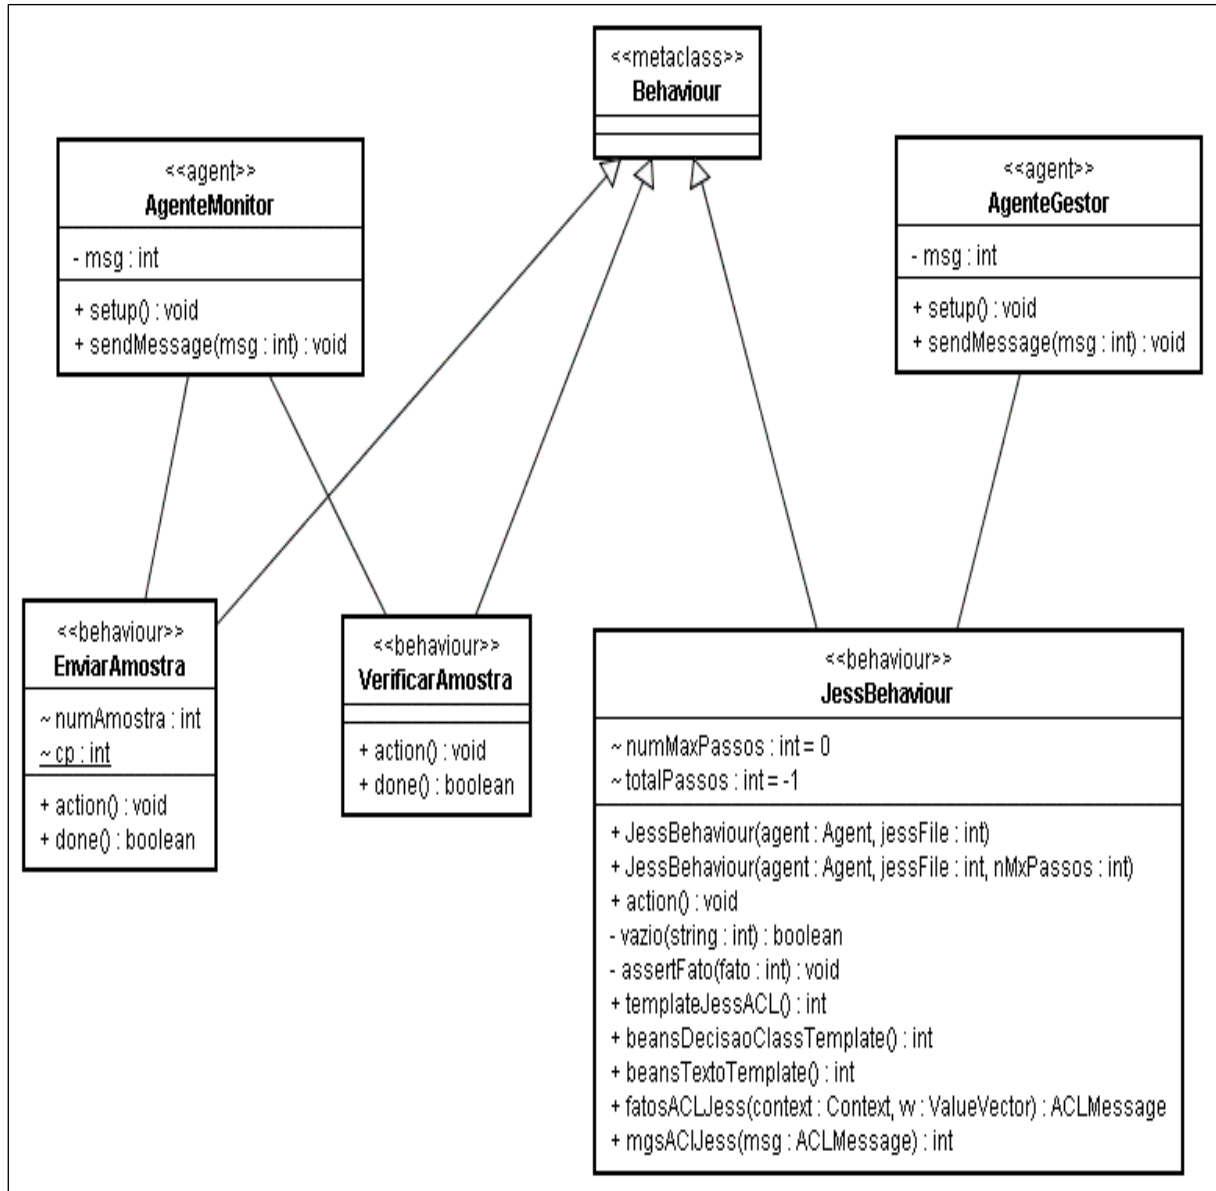 <<metaclass>>
Behaviour
<<agent>>
AgenteMonitor
- msg : int
+ setup() : void
+ sendMessage(msg : int) : void
<<agent>>
AgenteGestor
- msg : int
+ setup() : void
+ sendMessage(msg : int) : void
<<behaviour>>
EnviarAmostra
~ numAmostra : int
~ cp : int
+ action() : void
+ done() : boolean
<<behaviour>>
VerificarAmostra
+ action() : void
+ done() : boolean
<<behaviour>>
JessBehaviour
~ numMaxPassos : int = 0
~ totalPassos : int = -1
+ JessBehaviour(agent : Agent, jessFile : int)
+ JessBehaviour(agent : Agent, jessFile : int, nMxPassos : int)
+ action() : void
- vazio(string : int) : boolean
- assertFato(fato : int) : void
+ templateJessACL() : int
+ beansDecisaoClassTemplate() : int
+ beansTextoTemplate() : int
+ fatosACLJess(context : Context, vv : ValueVector) : ACLMessage
+ mgsAClJess(msg : ACLMessage) : int